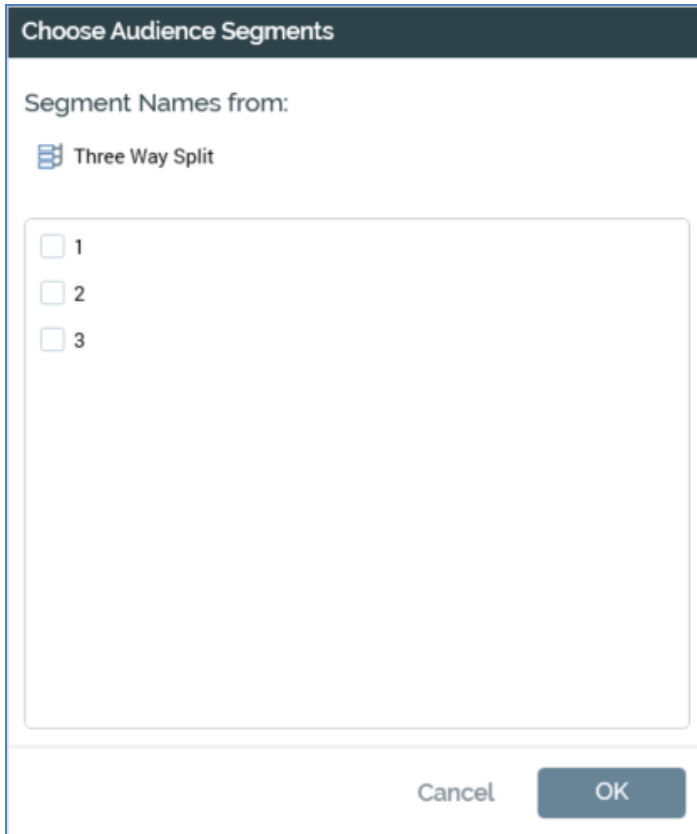 Choose Audience Segments
Segment Names from:
Three Way Split
1
2
3
Cancel OK